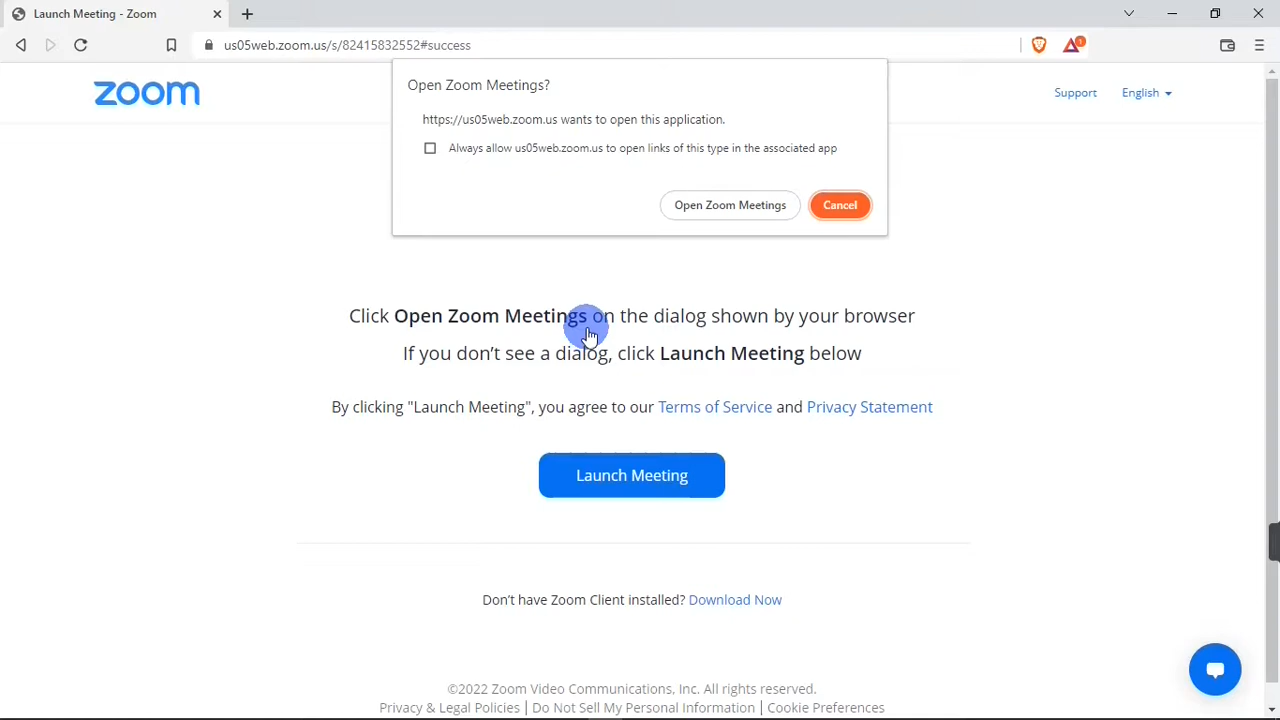 Launch Meeting - Zoom
us05web.zoom.us/s/82415832552#success
1
zoom
Support
English
Open Zoom Meetings?
https://us05web.zoom.us wants to open this application.
Always allow us05web.zoom.us to open links of this type in the associated app
Open Zoom Meetings
Cancel
Click Open Zoom Meetings on the dialog shown by your browser
If you don't see a dialog, click Launch Meeting below
By clicking "Launch Meeting", you agree to our Terms of Service and Privacy Statement
Launch Meeting
Don't have Zoom Client installed? Download Now
©2022 Zoom Video Communications, Inc. All rights reserved.
Privacy & Legal Policies | Do Not Sell My Personal Information | Cookie Preferences